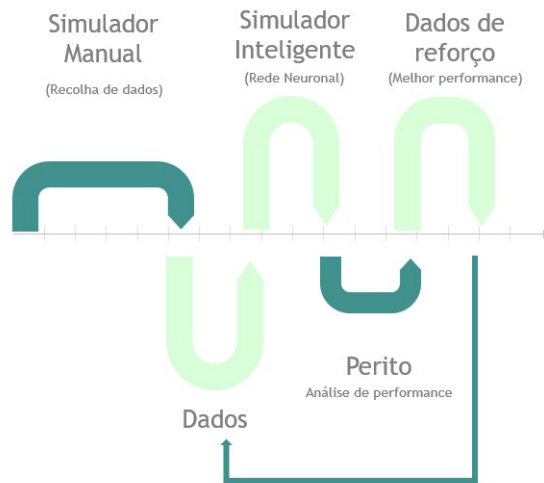 Simulador
Manual
(Recolha de dados)
Simulador
Inteligente
(Rede Neuronal)
Dados de
reforço
(Melhor performance)
Perito
Análise de performance
Dados